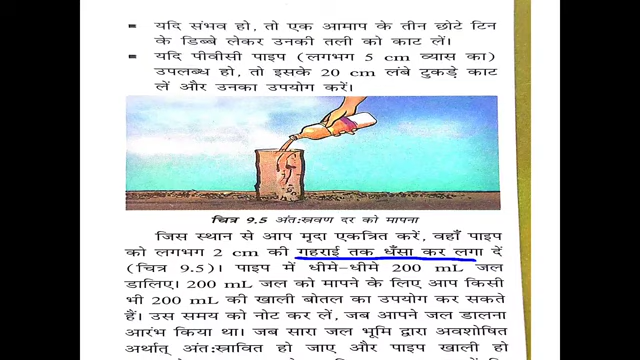 ▪ यदि संभव हो, तो एक आमाप के तीन छोटे टिन
के डिब्बे लेकर उनकी तली को काट लें।
▪ यदि पीवीसी पाइप (लगभग 5 cm व्यास का)
उपलब्ध हो, तो इसके 20 cm लंबे टुकड़े काट
लें और उनका उपयोग करें।
चित्र 9.5 अंतःस्रवण दर को मापना
जिस स्थान से आप मृदा एकत्रित करें, वहाँ पाइप
को लगभग 2 cm की गहराई तक धँसा कर लगा दें
(चित्र 9.5)। पाइप में धीमे-धीमे 200 mL जल
डालिए। 200 mL जल को मापने के लिए आप किसी
भी 200 mL की खाली बोतल का उपयोग कर सकते
हैं। उस समय को नोट कर लें, जब आपने जल डालना
आरंभ किया था। जब सारा जल भूमि द्वारा अवशोषित
अर्थात् अंतःस्रावित हो जाए और पाइप खाली हो